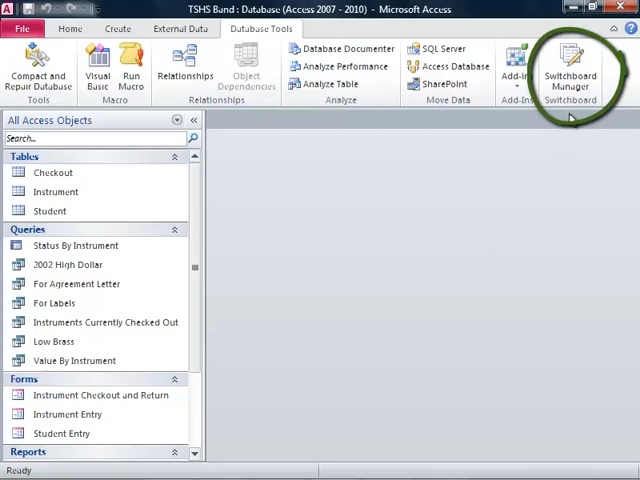 TSHS Band : Database (Access 2007 - 2010) - Microsoft Access
File Home Create External Data Database Tools
Compact and Repair Database
Visual Basic
Run Macro
Relationships
Object Dependencies
Database Documenter
Analyze Performance
Analyze Table
SQL Server
Access Database
SharePoint
Add-Ins
Switchboard Manager
Tools Macro Relationships Analyze Move Data Add-Ins Switchboard
All Access Objects
Search...
Tables
Checkout
Instrument
Student
Queries
Status By Instrument
2002 High Dollar
For Agreement Letter
For Labels
Instruments Currently Checked Out
Low Brass
Value By Instrument
Forms
Instrument Checkout and Return
Instrument Entry
Student Entry
Reports
Ready